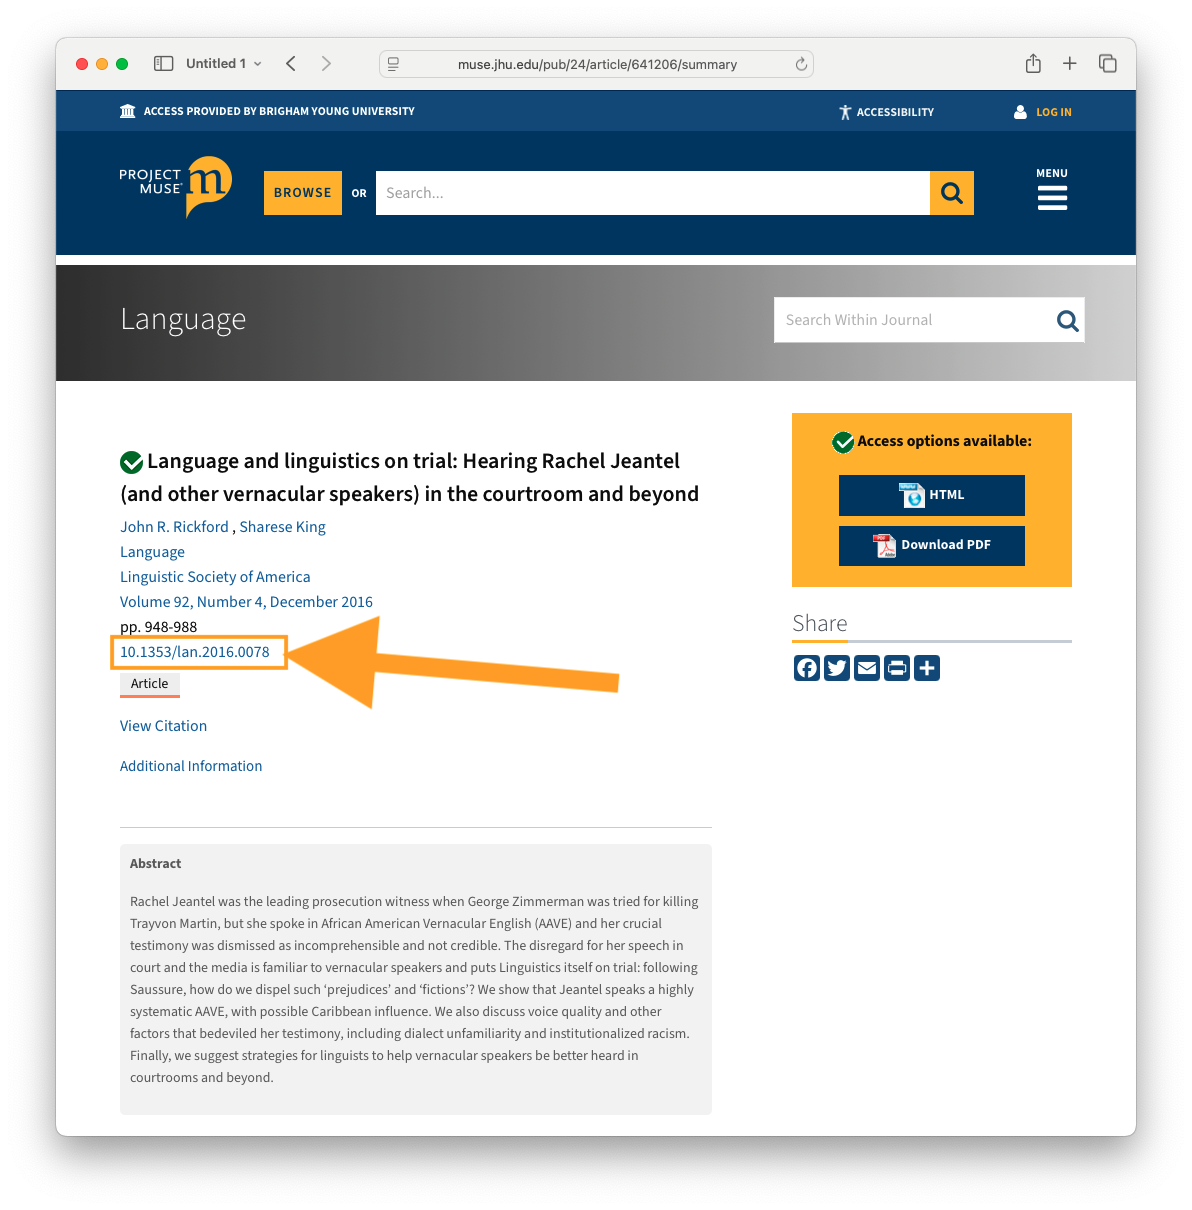 Untitled 1
muse.jhu.edu/pub/24/article/641206/summary
ACCESS PROVIDED BY BRIGHAM YOUNG UNIVERSITY
ACCESSIBILITY
LOG IN
PROJECT
MUSE
m
BROWSE
OR
Search...
MENU
Language
Search Within Journal
Language and linguistics on trial: Hearing Rachel Jeantel
(and other vernacular speakers) in the courtroom and beyond
John R. Rickford , Sharese King
Language
Linguistic Society of America
Volume 92, Number 4, December 2016
pp. 948-988
10.1353/lan.2016.0078
Article
View Citation
Additional Information
Access options available:
HTML
PDF
Download PDF
Share
Abstract
Rachel Jeantel was the leading prosecution witness when George Zimmerman was tried for killing
Trayvon Martin, but she spoke in African American Vernacular English (AAVE) and her crucial
testimony was dismissed as incomprehensible and not credible. The disregard for her speech in
court and the media is familiar to vernacular speakers and puts Linguistics itself on trial: following
Saussure, how do we dispel such ‘prejudices’ and ‘fictions’? We show that Jeantel speaks a highly
systematic AAVE, with possible Caribbean influence. We also discuss voice quality and other
factors that bedeviled her testimony, including dialect unfamiliarity and institutionalized racism.
Finally, we suggest strategies for linguists to help vernacular speakers be better heard in
courtrooms and beyond.